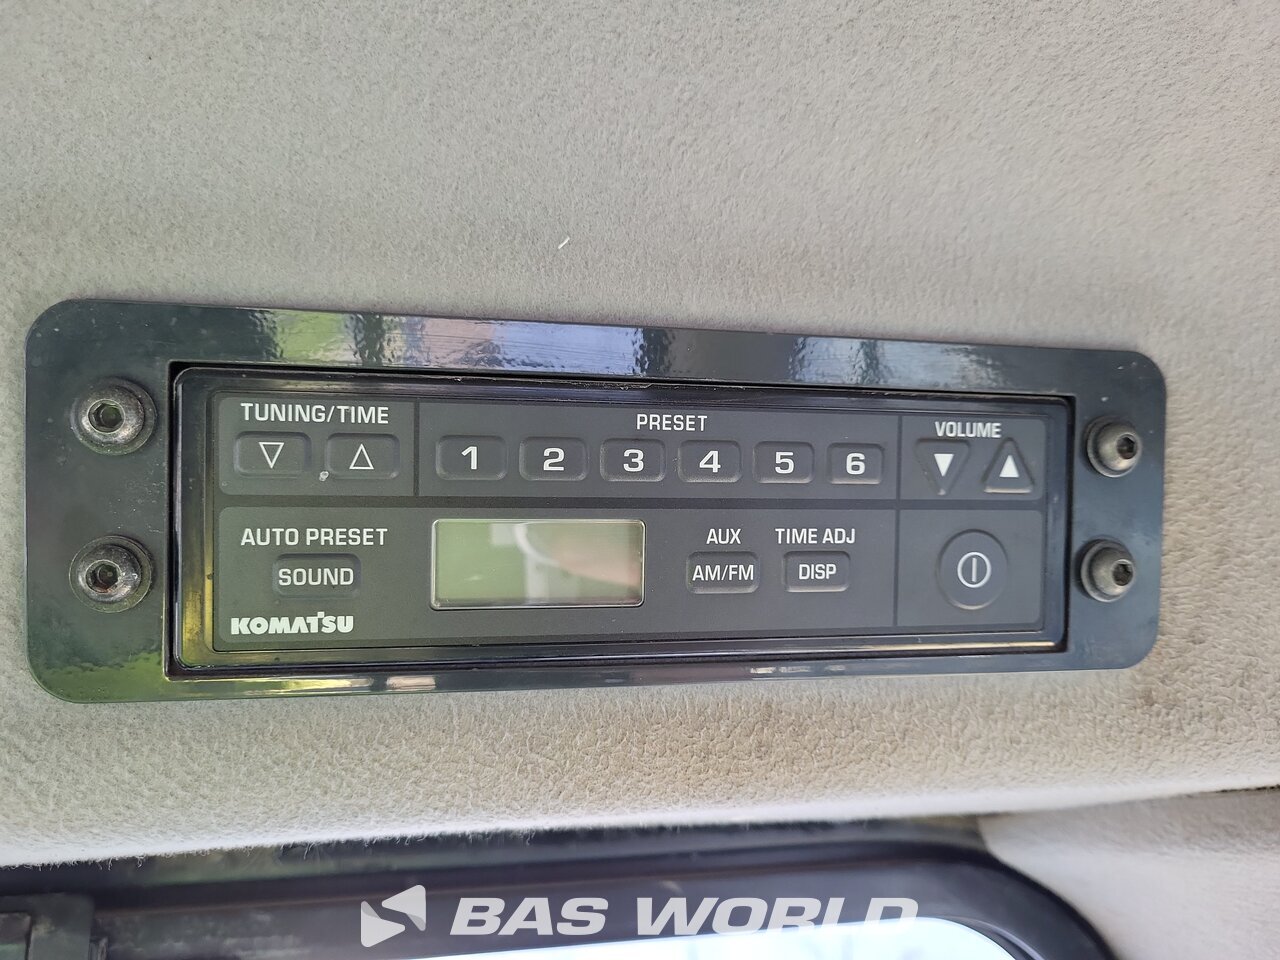 TUNING/TIME
PRESET
VOLUME
1 2 3 4 5 6
AUTO PRESET
AUX
TIME ADJ
SOUND
AM/FM
DISP
KOMATSU
BAS WORLD